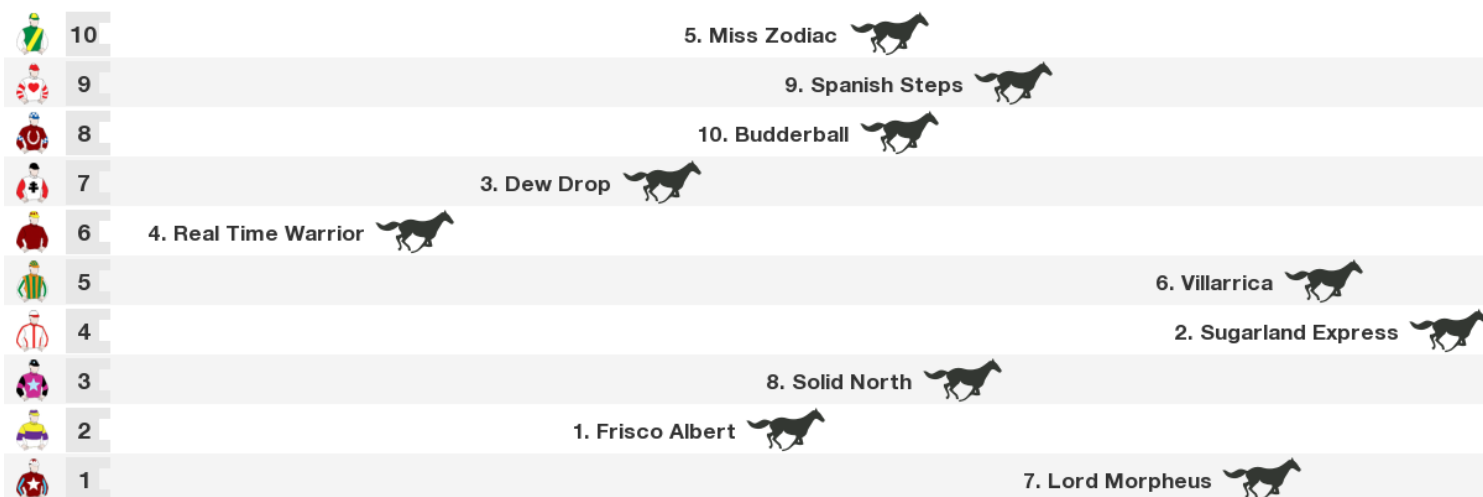 10 5. Miss Zodiac
9 9. Spanish Steps
8 10. Budderball
7 3. Dew Drop
6 4. Real Time Warrior
5 6. Villarrica
4 2. Sugarland Express
3 8. Solid North
2 1. Frisco Albert
1 7. Lord Morpheus